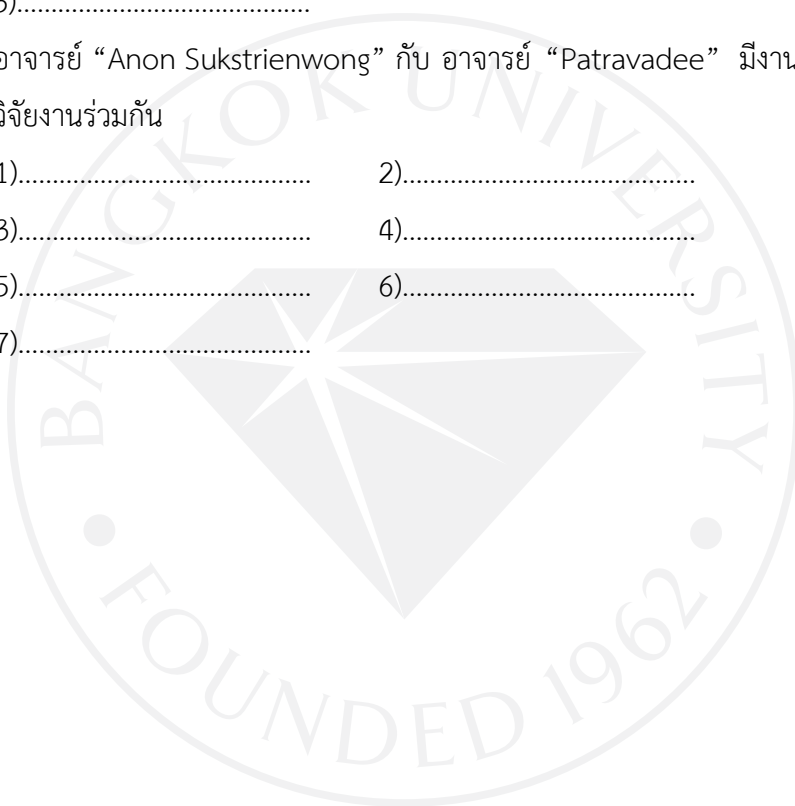 อาจารย์ “Anon Sukstrienwong” กับ อาจารย์ “Patravadee” มีงาน
วิจัยงานร่วมกัน
1)........................................... 2)...........................................
3)........................................... 4)...........................................
5)........................................... 6)...........................................
7)...........................................
BANGKOK UNIVERSITY
FOUNDED 1962